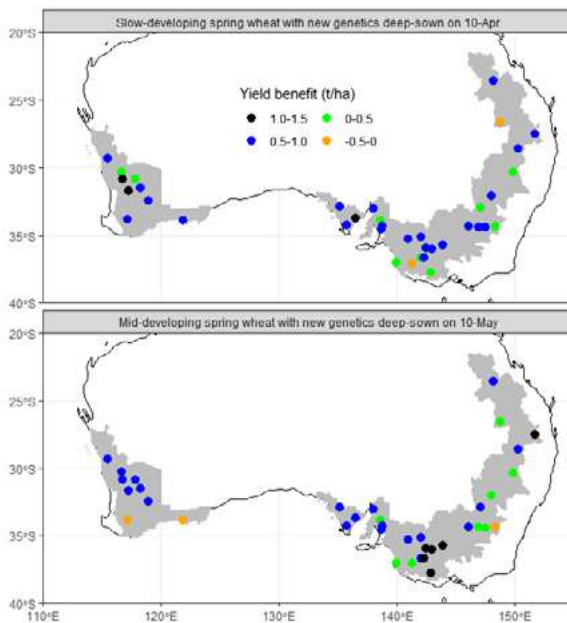 Slow-developing spring wheat with new genetics deep-sown on 10-Apr
20°S
25°S
30°S
35°S
40°S
Yield benefit (t/ha)
1.0-1.5 0-0.5
0.5-1.0 -0.5-0
Mid-developing spring wheat with new genetics deep-sown on 10-May
20°S
25°S
30°S
35°S
40°S
110°E 120°E 130°E 140°E 150°E